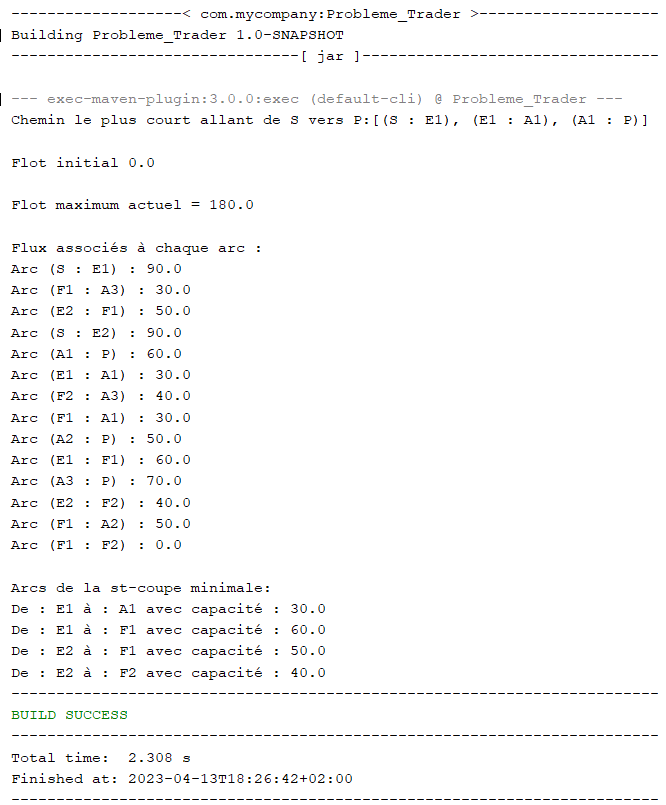 -------------------< com.mycompany:Probleme_Trader >--------------------
Building Probleme_Trader 1.0-SNAPSHOT
--------------------------------[ jar ]---------------------------------
--- exec-maven-plugin:3.0.0:exec (default-cli) @ Probleme_Trader ---
Chemin le plus court allant de S vers P:[(S : E1), (E1 : A1), (A1 : P)]
Flot initial 0.0
Flot maximum actuel = 180.0
Flux associés à chaque arc :
Arc (S : E1) : 90.0
Arc (F1 : A3) : 30.0
Arc (E2 : F1) : 50.0
Arc (S : E2) : 90.0
Arc (A1 : P) : 60.0
Arc (E1 : A1) : 30.0
Arc (F2 : A3) : 40.0
Arc (F1 : A1) : 30.0
Arc (A2 : P) : 50.0
Arc (E1 : F1) : 60.0
Arc (A3 : P) : 70.0
Arc (E2 : F2) : 40.0
Arc (F1 : A2) : 50.0
Arc (F1 : F2) : 0.0
Arcs de la st-coupe minimale:
De : E1 à : A1 avec capacité : 30.0
De : E1 à : F1 avec capacité : 60.0
De : E2 à : F1 avec capacité : 50.0
De : E2 à : F2 avec capacité : 40.0
------------------------------------------------------------------------
BUILD SUCCESS
------------------------------------------------------------------------
Total time:  2.308 s
Finished at: 2023-04-13T18:26:42+02:00
------------------------------------------------------------------------